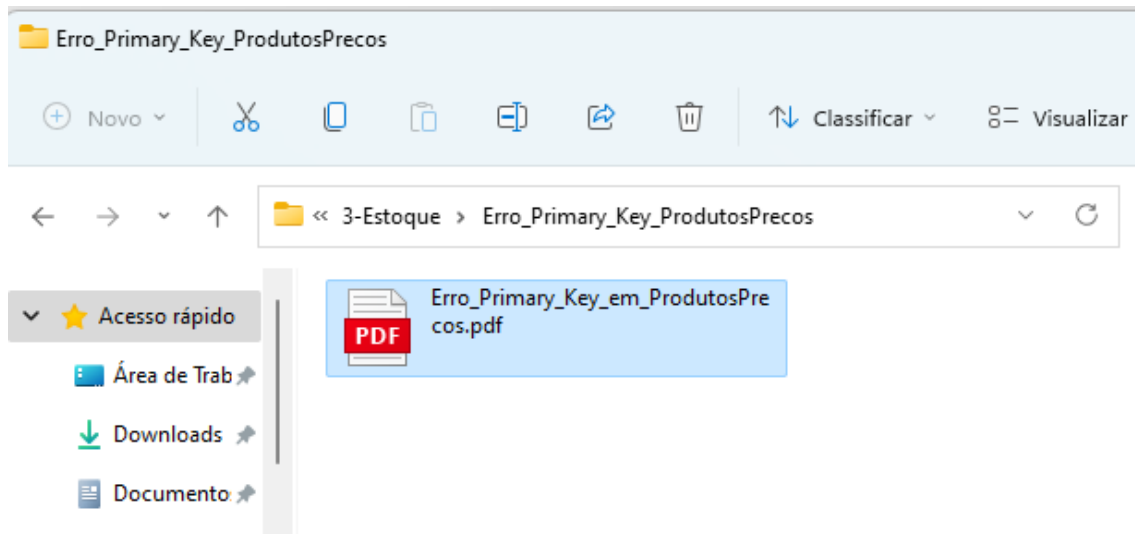 Erro_Primary_Key_ProdutosPrecos
Novo
Classificar
Visualizar
« 3-Estoque > Erro_Primary_Key_ProdutosPrecos
Acesso rápido
Área de Trab
Downloads
Documento
PDF
Erro_Primary_Key_em_ProdutosPre
cos.pdf